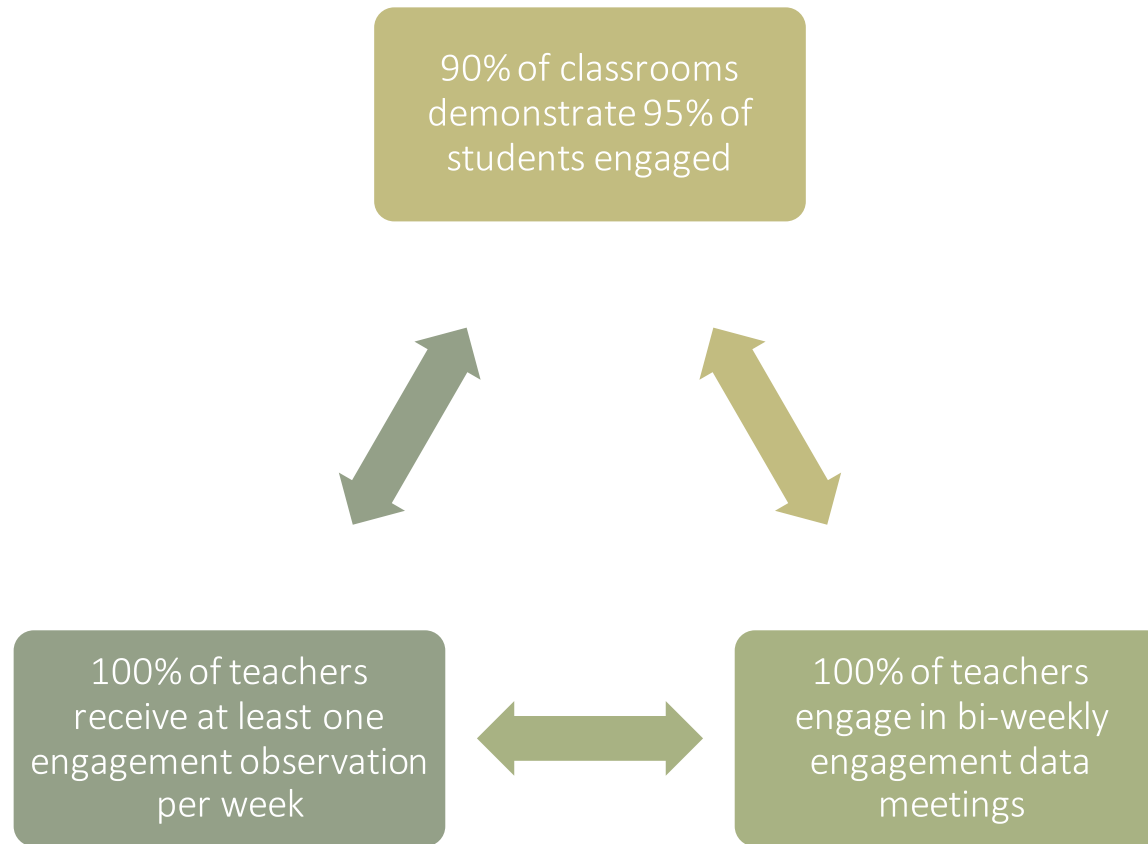 90% of classrooms
demonstrate 95% of
students engaged
100% of teachers
receive at least one
engagement observation
per week
100% of teachers
engage in bi-weekly
engagement data
meetings